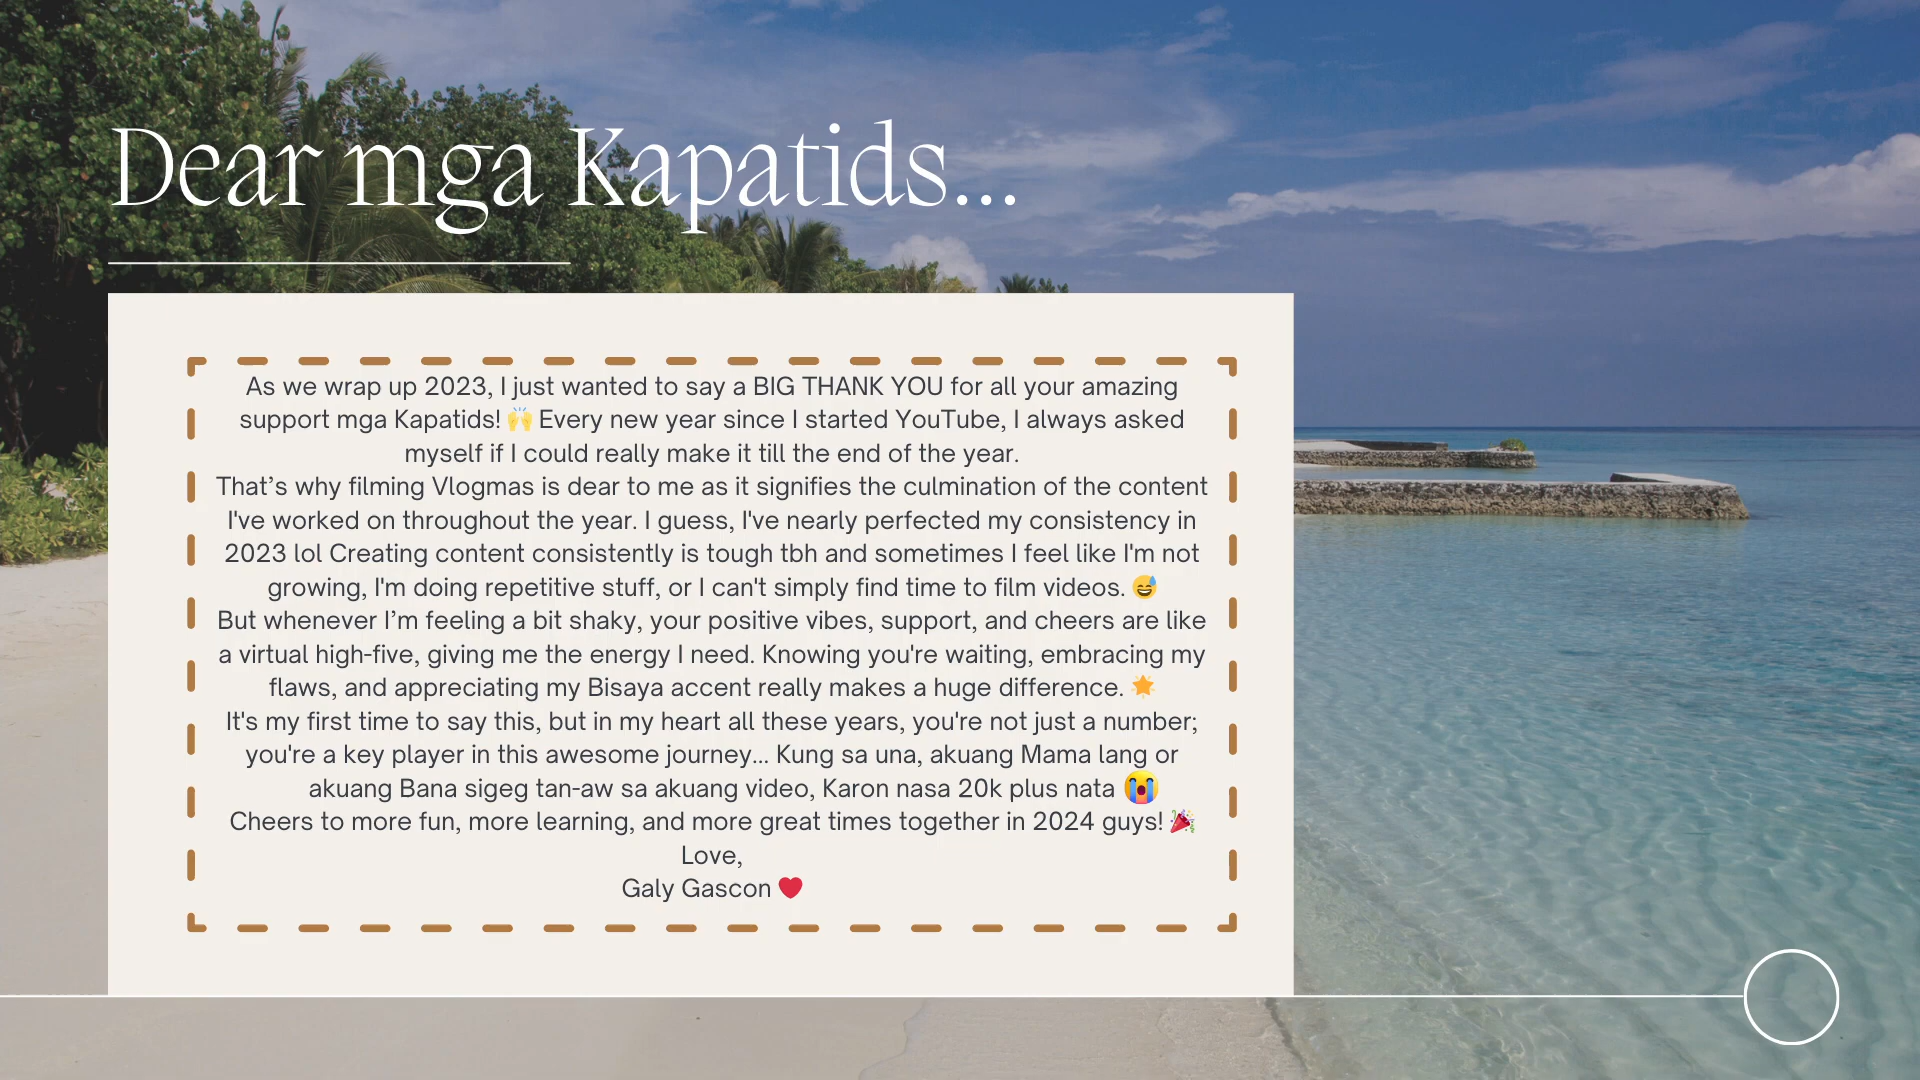 Dear mga Kapatids...
As we wrap up 2023, I just wanted to say a BIG THANK YOU for all your amazing
support mga Kapatids! 🙌 Every new year since I started YouTube, I always asked
myself if I could really make it till the end of the year.
That’s why filming Vlogmas is dear to me as it signifies the culmination of the content
I've worked on throughout the year. I guess, I've nearly perfected my consistency in
2023 lol Creating content consistently is tough tbh and sometimes I feel like I'm not
growing, I'm doing repetitive stuff, or I can't simply find time to film videos. 😅
But whenever I’m feeling a bit shaky, your positive vibes, support, and cheers are like
a virtual high-five, giving me the energy I need. Knowing you're waiting, embracing my
flaws, and appreciating my Bisaya accent really makes a huge difference. 🌟
It's my first time to say this, but in my heart all these years, you're not just a number;
you're a key player in this awesome journey... Kung sa una, akuang Mama lang or
akuang Bana sigeg tan-aw sa akuang video, Karon nasa 20k plus nata 😭
Cheers to more fun, more learning, and more great times together in 2024 guys! 🎉
Love,
Galy Gascon ❤️